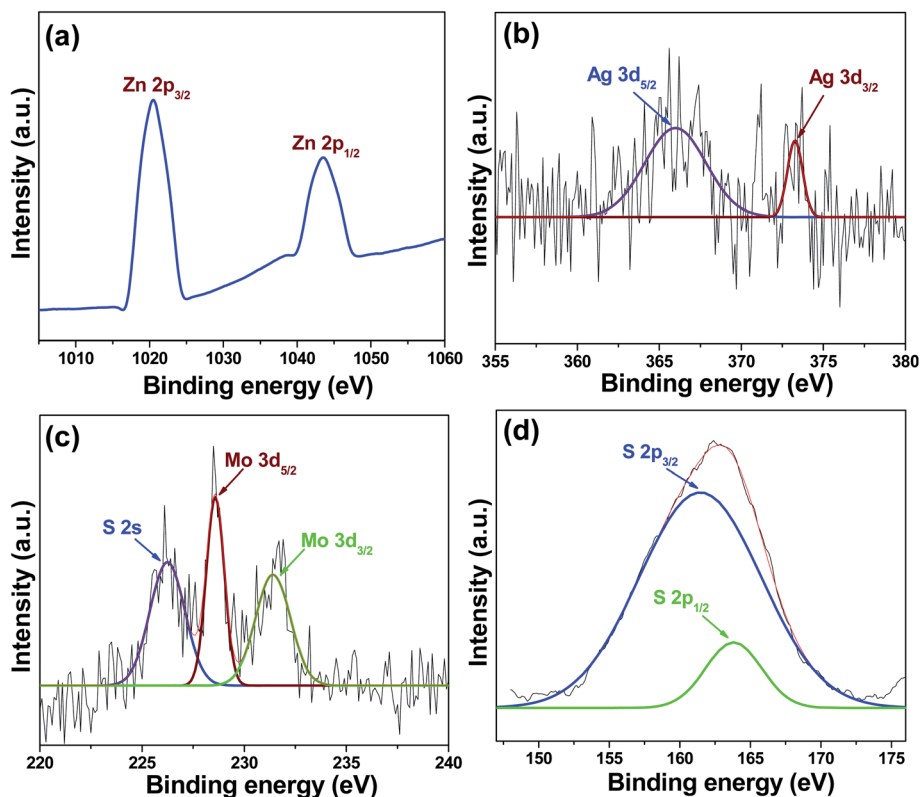 (a)
Zn 2p3/2
Zn 2p1/2
Intensity (a.u.)
1010 1020 1030 1040 1050 1060
Binding energy (eV)
(b)
Ag 3d5/2
Ag 3d3/2
Intensity (a.u.)
355 360 365 370 375 380
Binding energy (eV)
(c)
Mo 3d5/2
S 2s
Mo 3d3/2
Intensity (a.u.)
220 225 230 235 240
Binding energy (eV)
(d)
S 2p3/2
S 2p1/2
Intensity (a.u.)
150 155 160 165 170 175
Binding energy (eV)